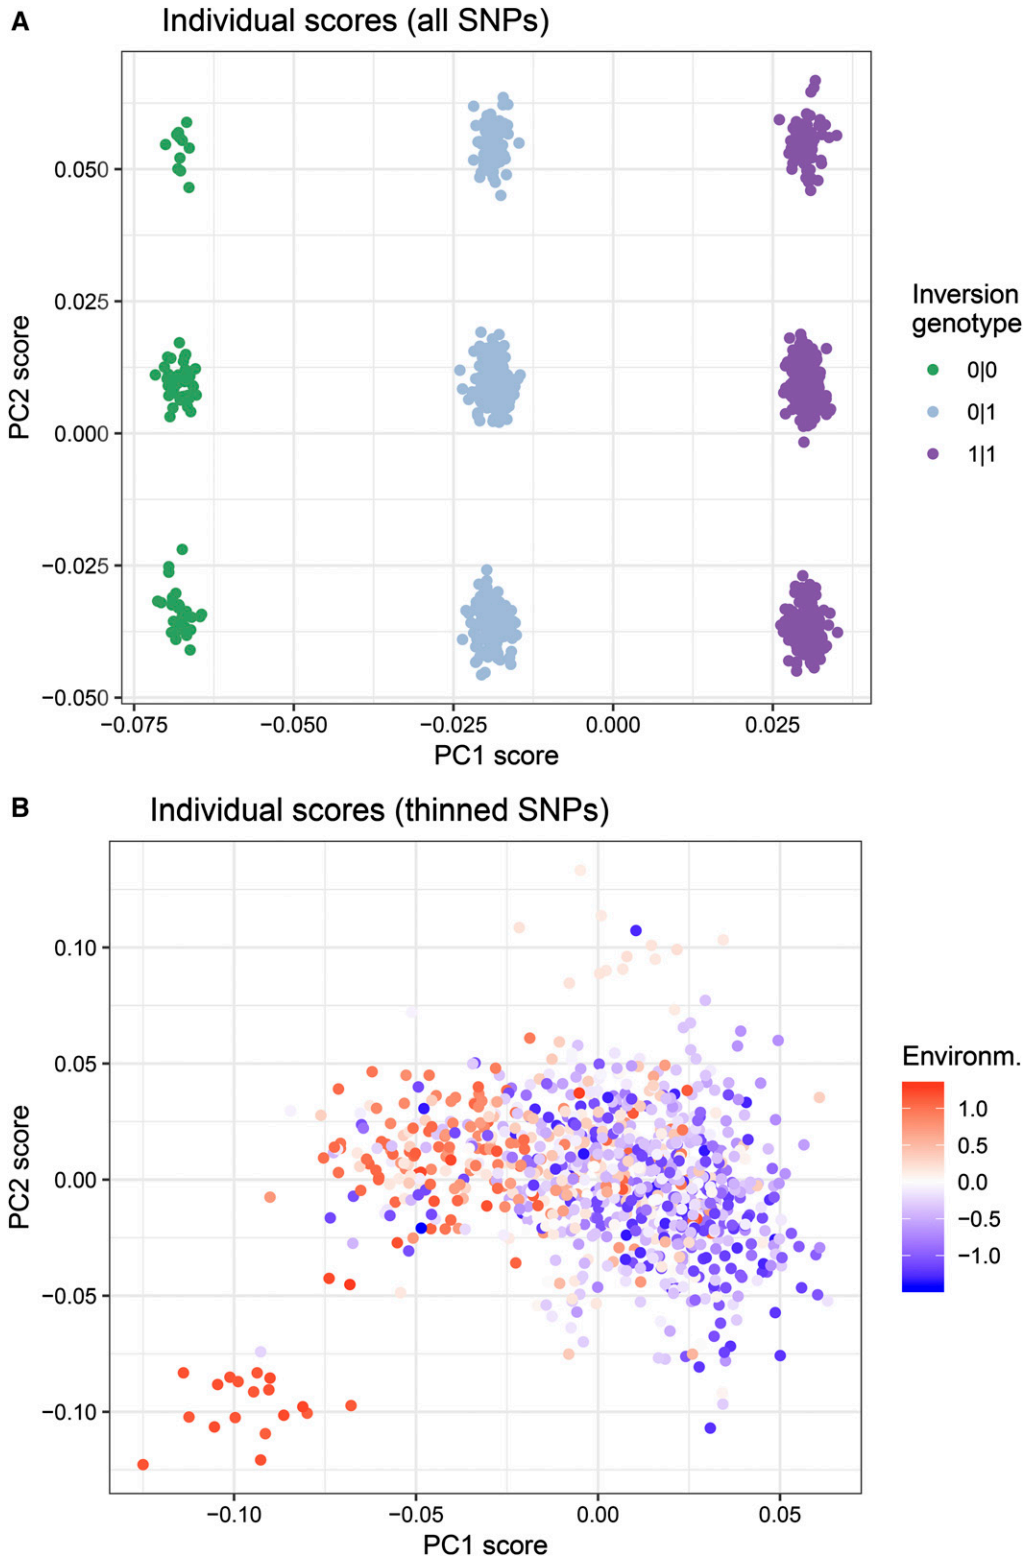 A
Individual scores (all SNPs)
PC2 score
0.050
0.025
0.000
−0.025
−0.050
−0.075
−0.050
−0.025
0.000
0.025
PC1 score
Inversion
genotype
0|0
0|1
1|1
B
Individual scores (thinned SNPs)
PC2 score
0.10
0.05
0.00
−0.05
−0.10
−0.10
−0.05
0.00
0.05
PC1 score
Environm.
1.0
0.5
0.0
−0.5
−1.0